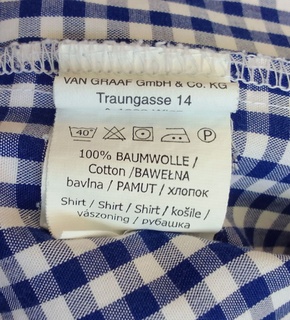 VAN GRAAF GmbH & Co. KG
Traungasse 14
40° P
100% BAUMWOLLE /
Cotton /BAWEŁNA
bavlna / PAMUT / хлопок
Shirt / Shirt / Shirt / košile /
vászoning / рубашка